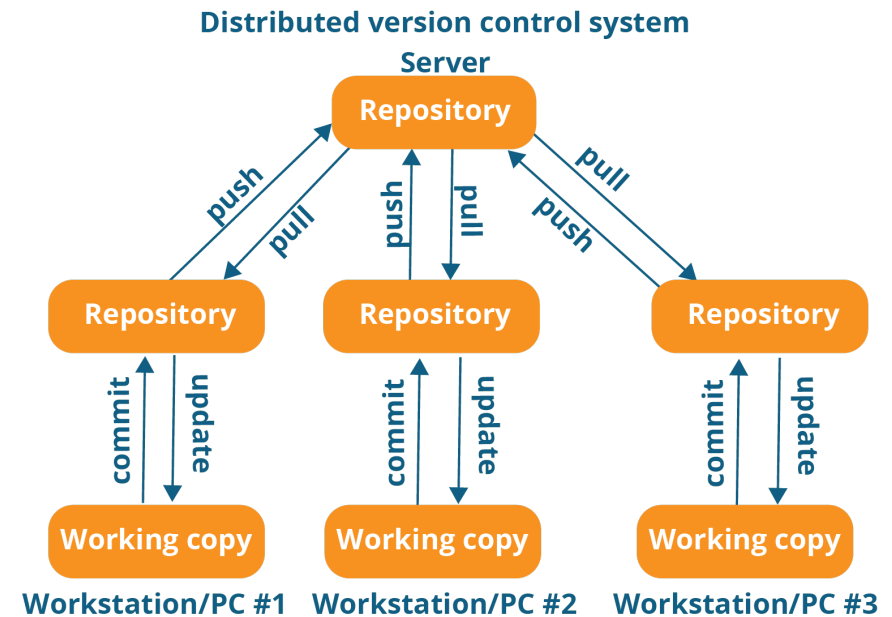 Distributed version control system
Server
Repository
push
pull
push
pull
push
pull
Repository
Repository
Repository
commit
update
commit
update
commit
update
Working copy
Working copy
Working copy
Workstation/PC #1
Workstation/PC #2
Workstation/PC #3